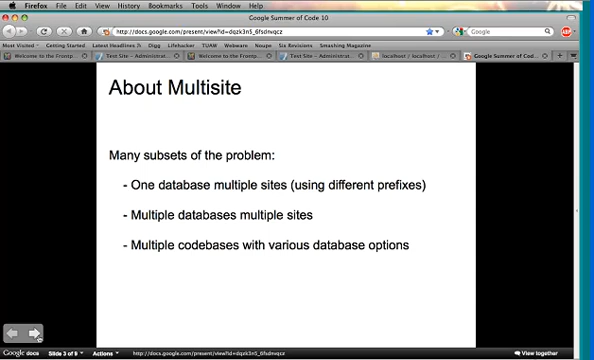 Firefox File Edit View History Bookmarks Tools Window Help
Google Summer of Code 10
http://docs.google.com/present/view?id=dqzk3n5_6fsdnvqcz
Google
Most Visited Getting Started Latest Headlines Digg Lifehacker TUAW Webware Noupe Six Revisions Smashing Magazine
Welcome to the Frontp... Test Site - Administrat... Welcome to the Frontp... Test Site - Administrat... localhost / localhost / ... Google Summer of Cod...
About Multisite
Many subsets of the problem:
- One database multiple sites (using different prefixes)
- Multiple databases multiple sites
- Multiple codebases with various database options
Google docs Slide 3 of 9 Actions http://docs.google.com/present/view?id=dqzk3n5_6fsdnvqcz View together